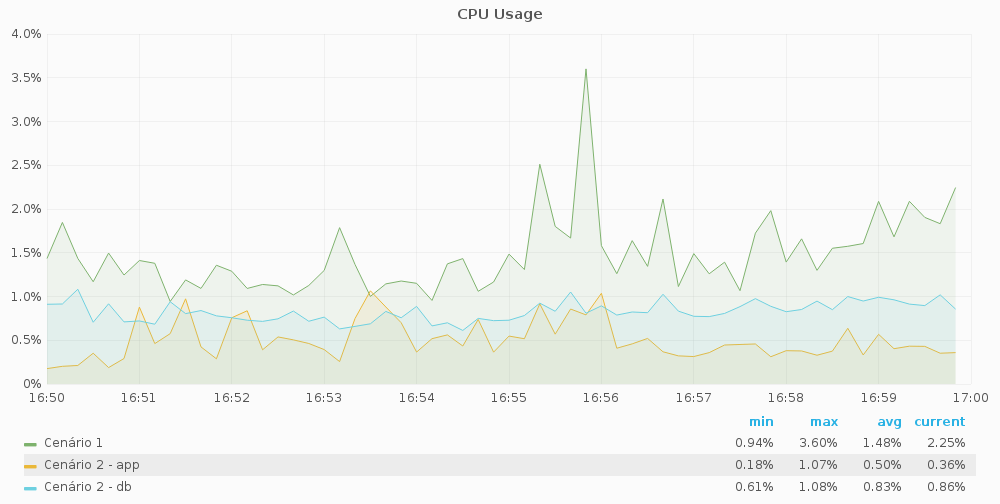 CPU Usage
4.0%
3.5%
3.0%
2.5%
2.0%
1.5%
1.0%
0.5%
0%
16:50 16:51 16:52 16:53 16:54 16:55 16:56 16:57 16:58 16:59 17:00
min max avg current
Cenário 1 0.94% 3.60% 1.48% 2.25%
Cenário 2 - app 0.18% 1.07% 0.50% 0.36%
Cenário 2 - db 0.61% 1.08% 0.83% 0.86%